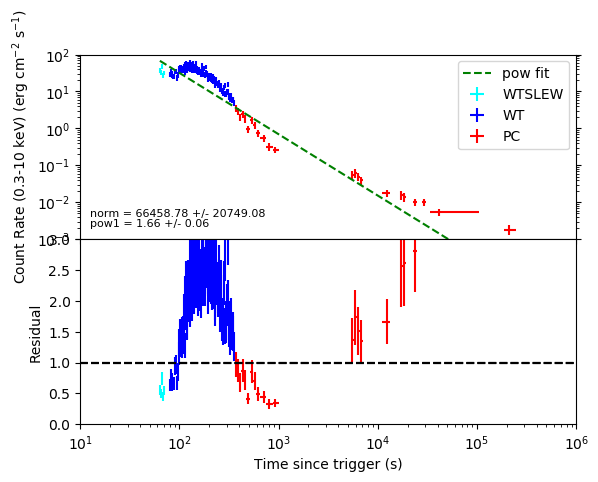 Count Rate (0.3-10 keV) (erg cm⁻² s⁻¹)
10²
10¹
10⁰
10⁻¹
10⁻²
10⁻³
pow fit
WTSLEW
WT
PC
norm = 66458.78 +/- 20749.08
pow1 = 1.66 +/- 0.06
Residual
3.0
2.5
2.0
1.5
1.0
0.5
0.0
10¹ 10² 10³ 10⁴ 10⁵ 10⁶
Time since trigger (s)